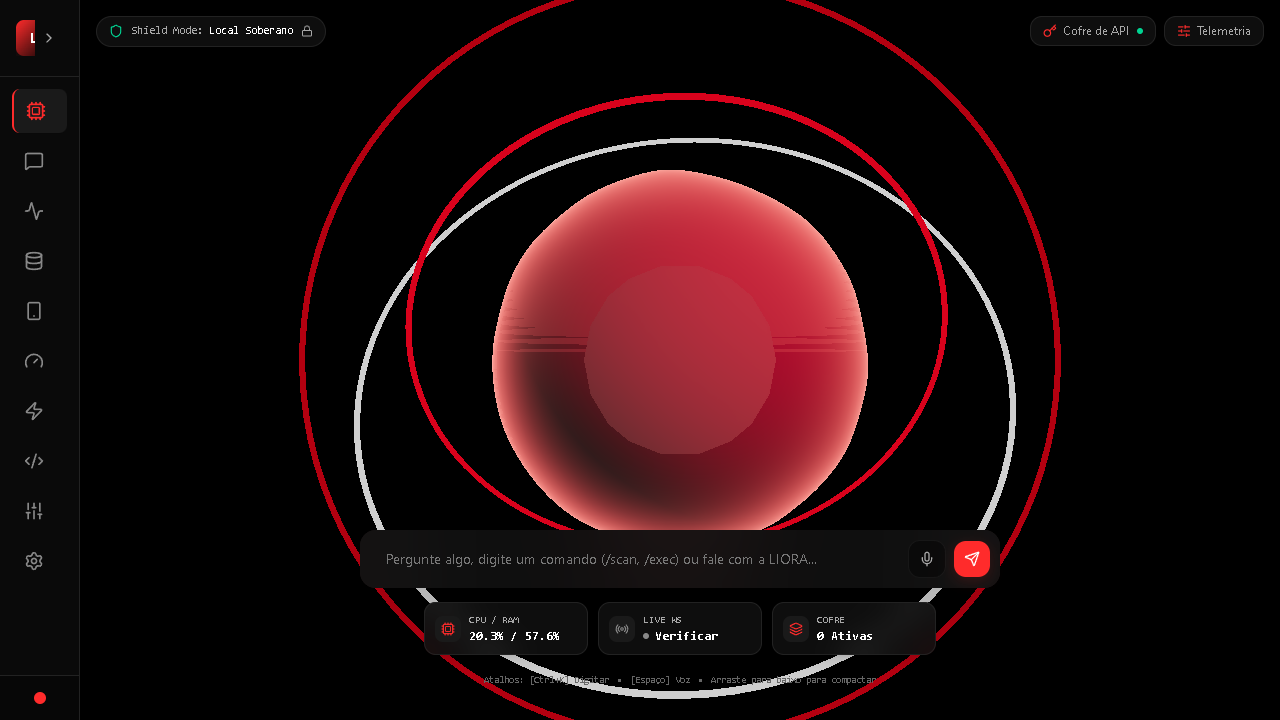 L
Shield Mode: Local Soberano
Cofre de API
Telemetria
Pergunte algo, digite um comando (/scan, /exec) ou fale com a LIORA...
CPU / RAM
20.3% / 57.6%
LIVE WS
Verificar
COFRE
0 Ativas
Atalhos: Digitar • [Espaço] Voz • Arraste para baixo para compactar